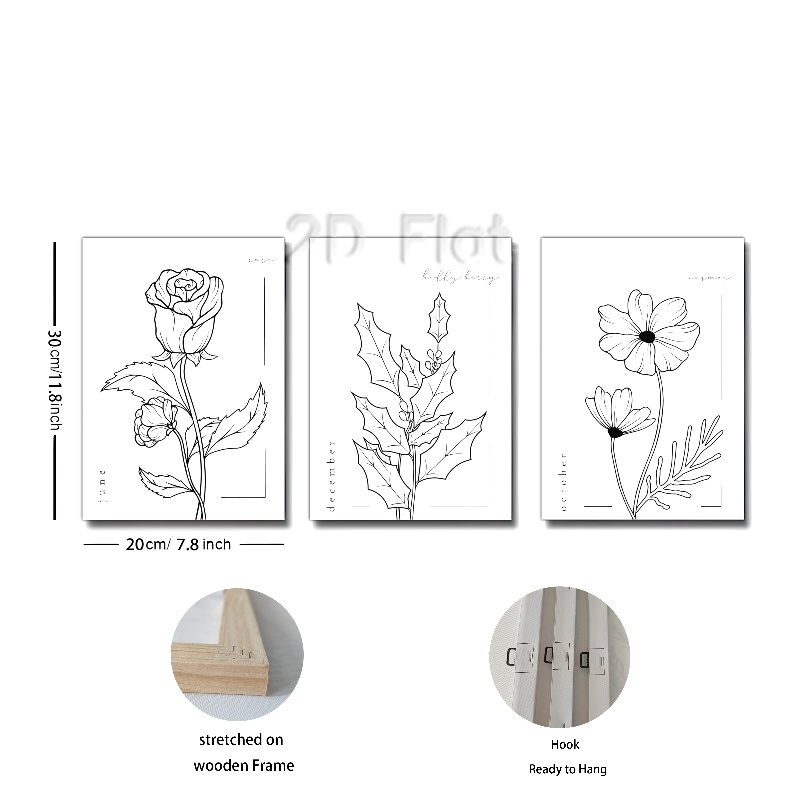 2D Flat
holly berry
30cm/11.8inch
june
december
october
20cm/ 7.8 inch
stretched on
wooden Frame
Hook
Ready to Hang